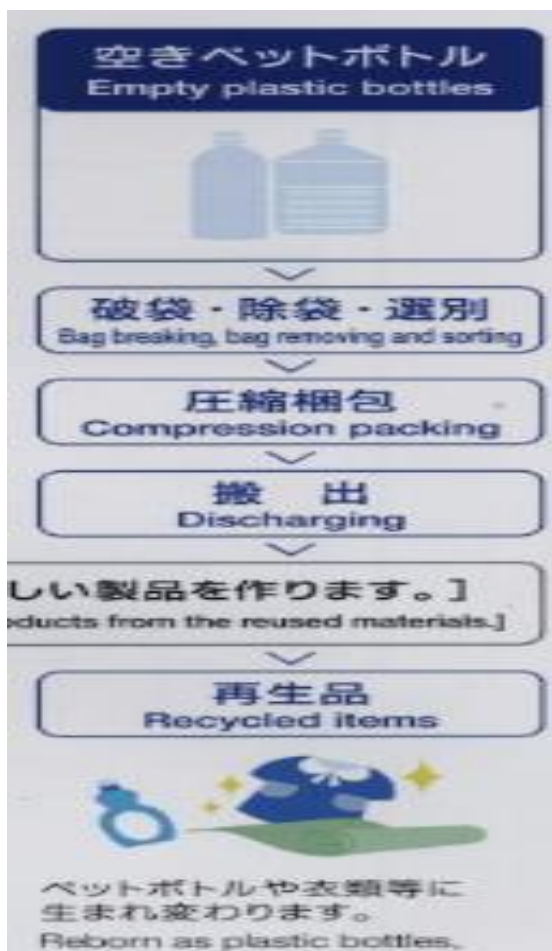 空きペットボトル
Empty plastic bottles
破袋・除袋・選別
Bag breaking, bag removing and sorting
圧縮梱包
Compression packing
搬 出
Discharging
しい製品を作ります。]
oducts from the reused materials.]
再生品
Recycled items
ペットボトルや衣類等に
生まれ変わります。
Reborn as plastic bottles,